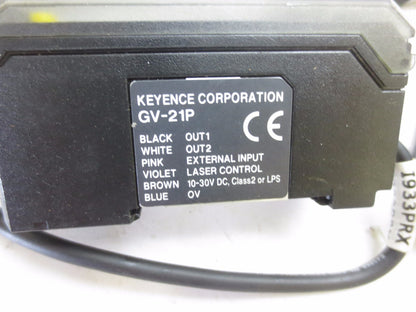 KEYENCE CORPORATION
GV-21P
CE
BLACK OUT1
WHITE OUT2
PINK EXTERNAL INPUT
VIOLET LASER CONTROL
BROWN 10-30V DC, Class2 or LPS
BLUE 0V
1933PRX